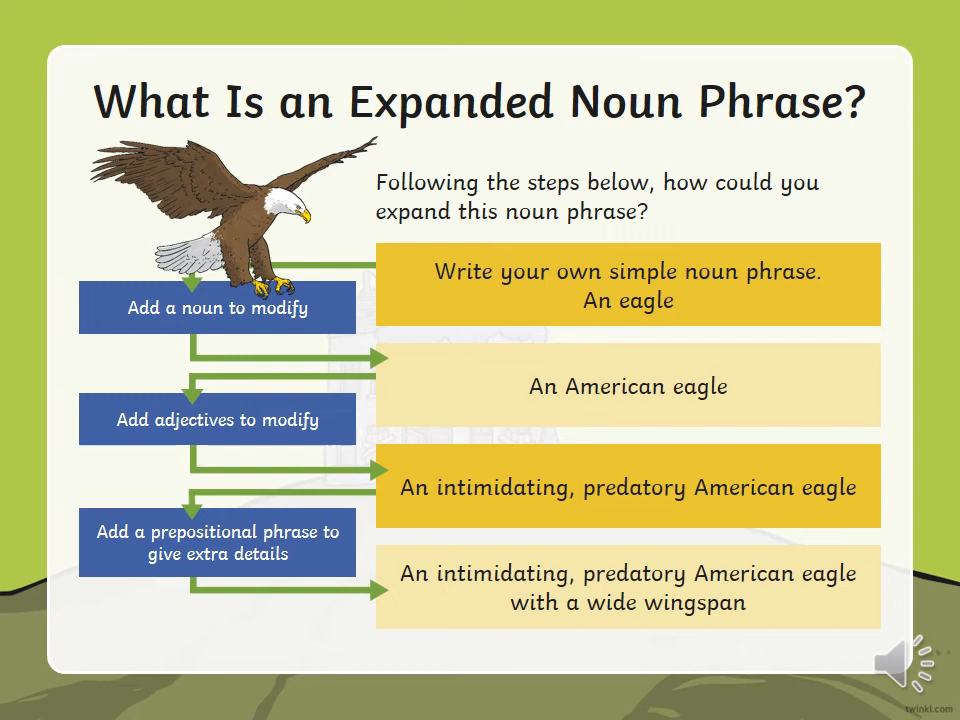 What Is an Expanded Noun Phrase?
Following the steps below, how could you
expand this noun phrase?
Write your own simple noun phrase.
An eagle
Add a noun to modify
An American eagle
Add adjectives to modify
An intimidating, predatory American eagle
Add a prepositional phrase to
give extra details
An intimidating, predatory American eagle
with a wide wingspan
twinkl.com